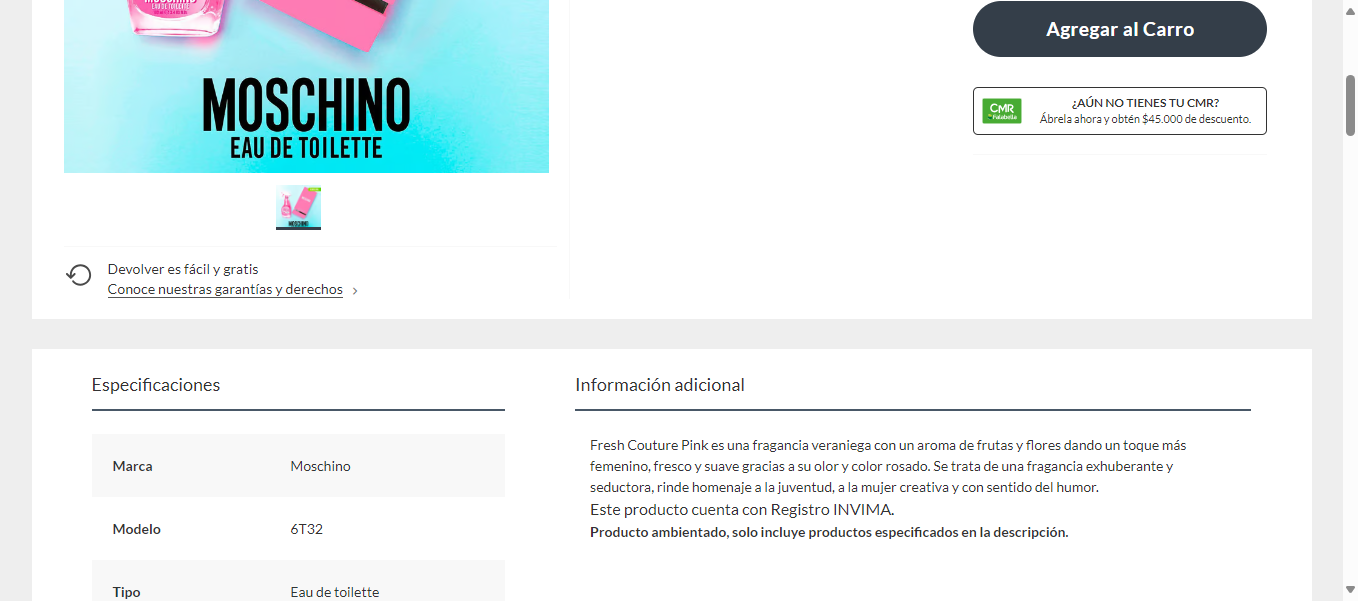 MOSCHINO
EAU DE TOILETTE
MOSCHINO
EAU DE TOILETTE
Agregar al Carro
CMR
Falabella
¿AÚN NO TIENES TU CMR?
Ábrela ahora y obtén $45.000 de descuento.
MOSCHINO
Devolver es fácil y gratis
Conoce nuestras garantías y derechos
Especificaciones
Marca Moschino
Modelo 6T32
Tipo Eau de toilette
Información adicional
Fresh Couture Pink es una fragancia veraniega con un aroma de frutas y flores dando un toque más
femenino, fresco y suave gracias a su olor y color rosado. Se trata de una fragancia exhuberante y
seductora, rinde homenaje a la juventud, a la mujer creativa y con sentido del humor.
Este producto cuenta con Registro INVIMA.
Producto ambientado, solo incluye productos especificados en la descripción.